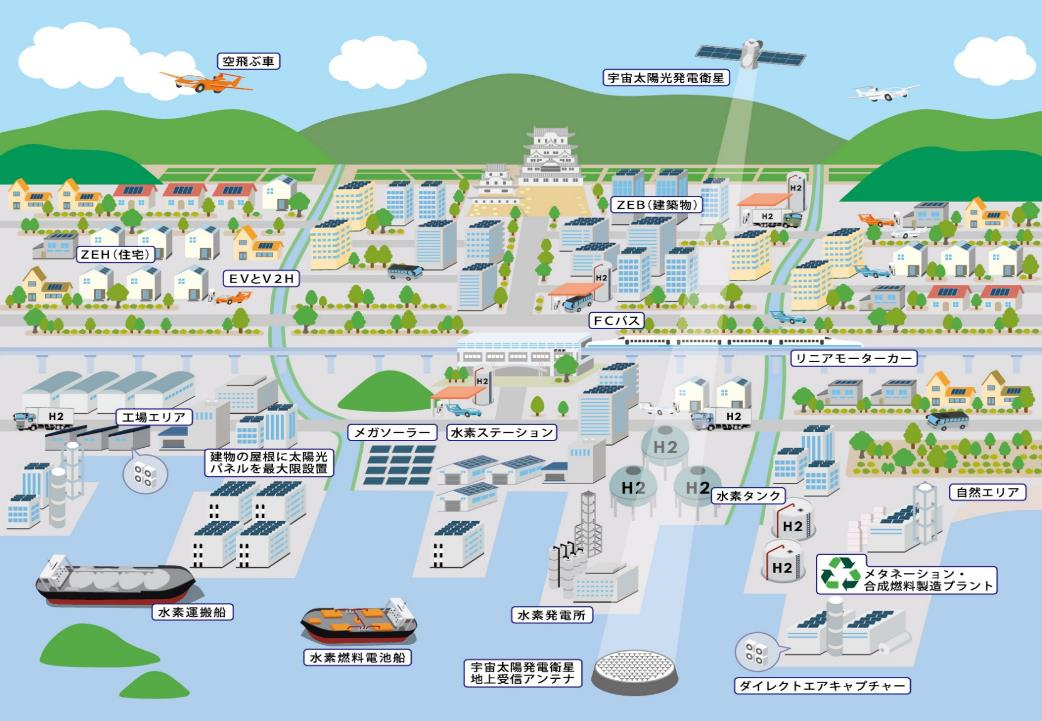 空飛ぶ車
宇宙太陽光発電衛星
H2
H2
ZEB(建築物)
ZEH(住宅)
EVとV2H
H2
FCバス
リニアモーターカー
H2
H2
H2
工場エリア
メガソーラー
水素ステーション
建物の屋根に太陽光
パネルを最大限設置
H2
H2
H2
水素タンク
自然エリア
H2
H2
メタネーション・
合成燃料製造プラント
水素運搬船
水素発電所
水素燃料電池船
宇宙太陽発電衛星
地上受信アンテナ
ダイレクトエアキャプチャー